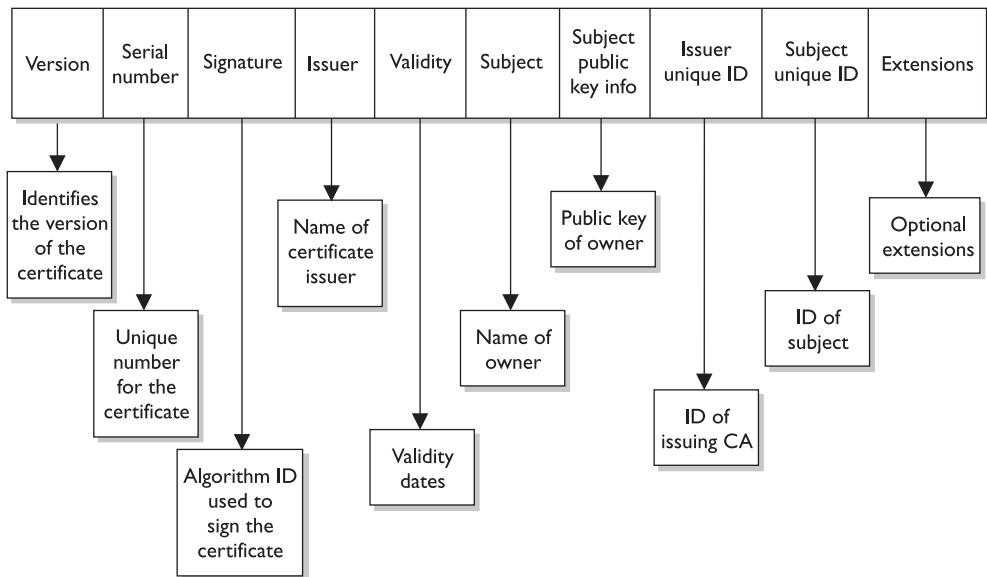 Version
Serial
number
Signature
Issuer
Validity
Subject
Subject
public
key info
Issuer
unique ID
Subject
unique ID
Extensions
Identifies
the version
of the
certificate
Unique
number
for the
certificate
Algorithm ID
used to
sign the
certificate
Name of
certificate
issuer
Validity
dates
Name of
owner
Public key
of owner
ID of
issuing CA
ID of
subject
Optional
extensions